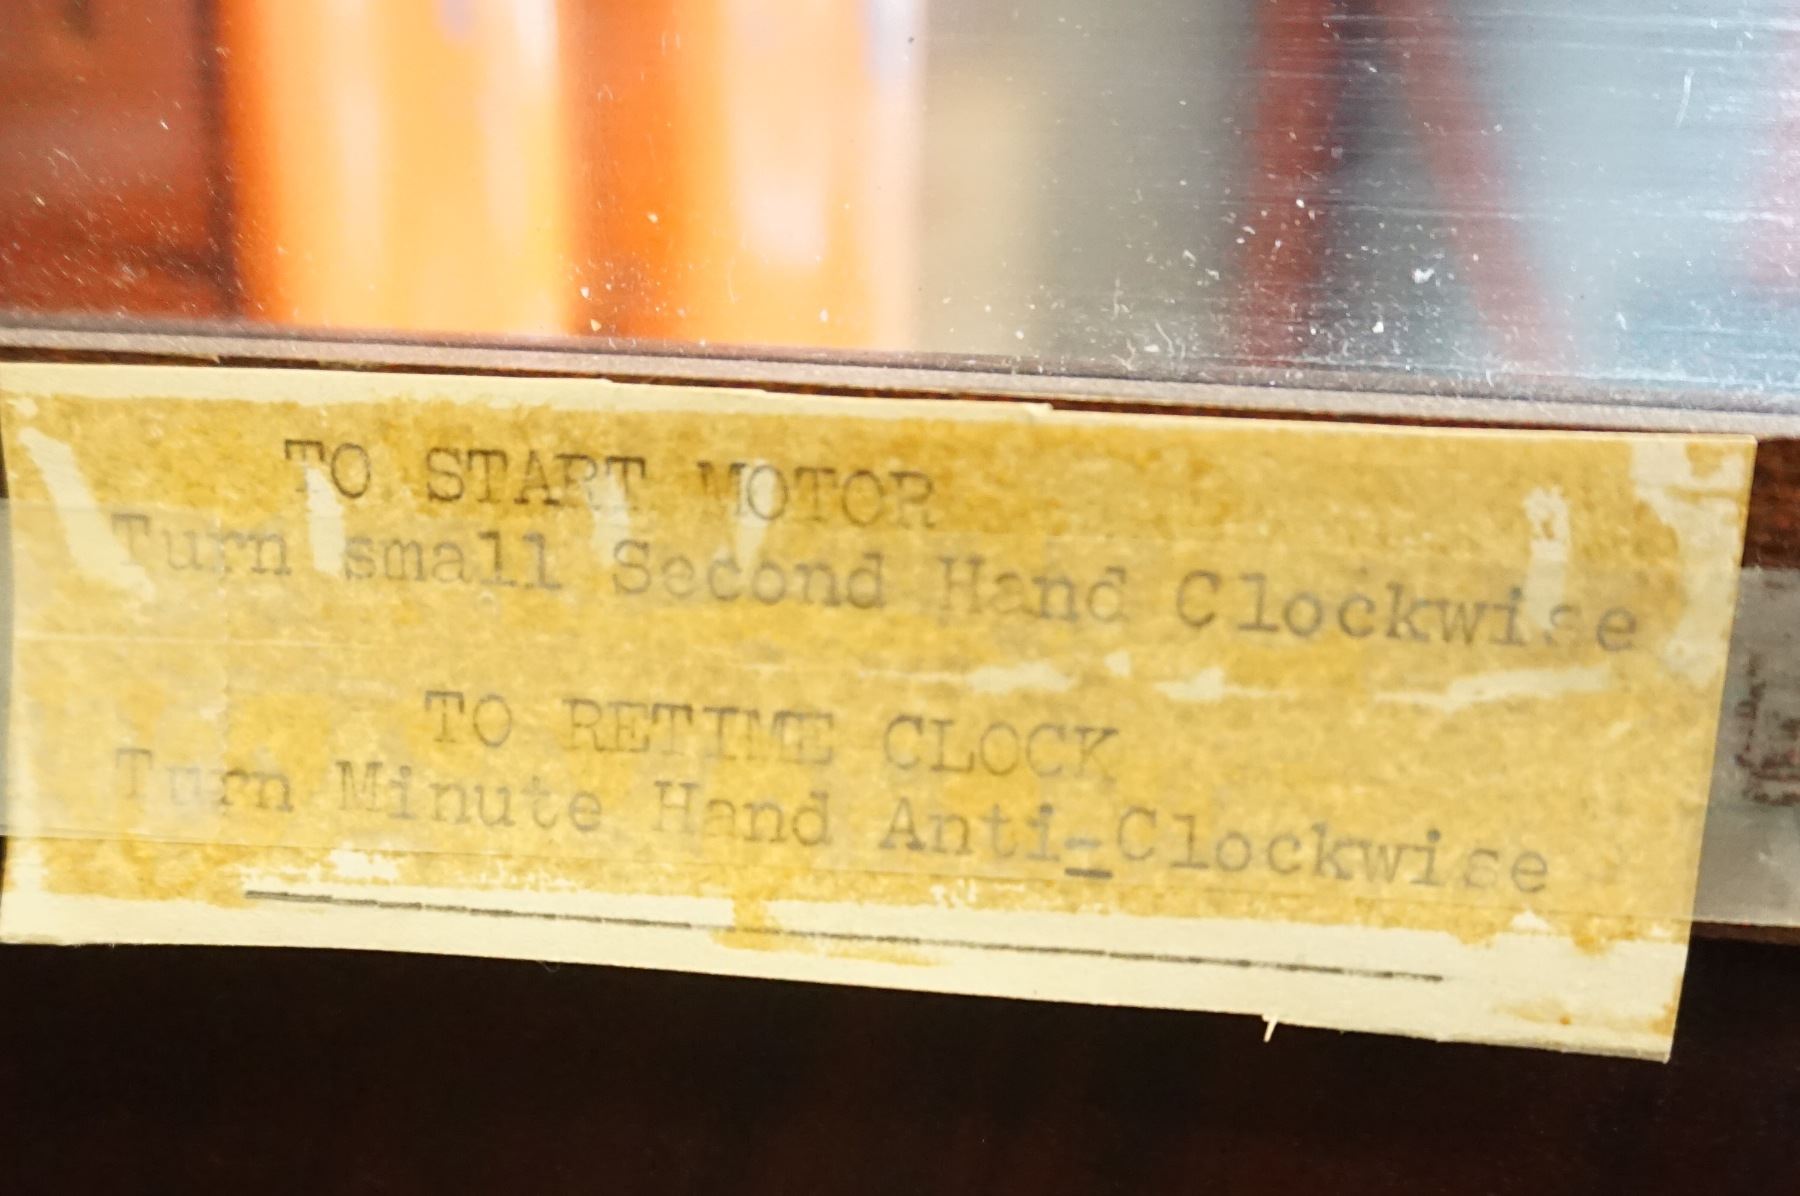 TO START MOTOR
Turn small Second Hand Clockwise
TO RETIME CLOCK
Turn Minute Hand Anti-Clockwise